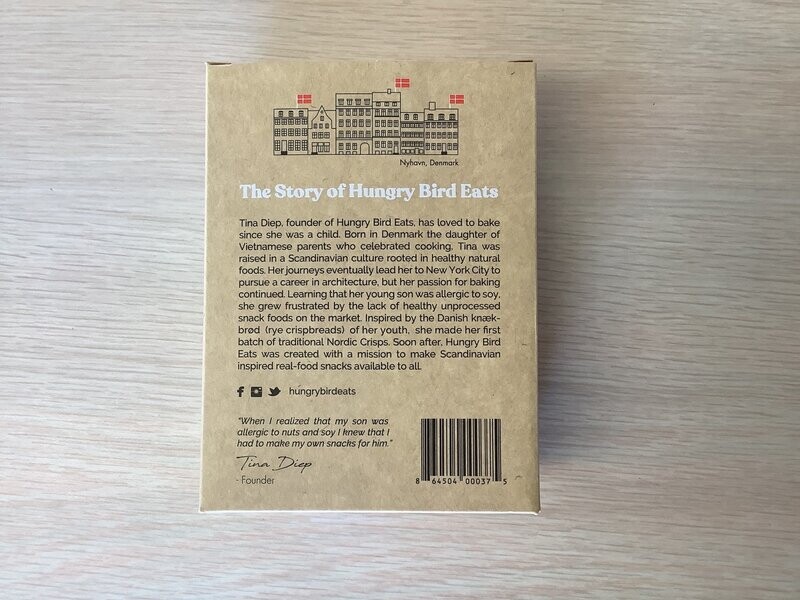 Nyhavn, Denmark
The Story of Hungry Bird Eats
Tina Diep, founder of Hungry Bird Eats, has loved to bake
since she was a child. Born in Denmark the daughter of
Vietnamese parents who celebrated cooking, Tina was
raised in a Scandinavian culture rooted in healthy natural
foods. Her journeys eventually lead her to New York City to
pursue a career in architecture, but her passion for baking
continued. Learning that her young son was allergic to soy,
she grew frustrated by the lack of healthy unprocessed
snack foods on the market. Inspired by the Danish knæk-
brød (rye crispbreads) of her youth, she made her first
batch of traditional Nordic Crisps. Soon after, Hungry Bird
Eats was created with a mission to make Scandinavian
inspired real-food snacks available to all.
hungrybirdeats
"When I realized that my son was
allergic to nuts and soy I knew that I
had to make my own snacks for him."
Tina Diep
- Founder
8 64504 00037 5